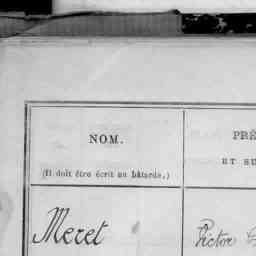 NOM.
(Il doit être écrit en bâtarde.)
PRÉ
ET SU
Meret
Victor